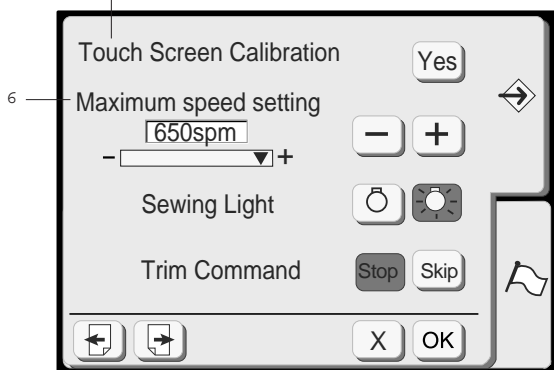 Touch Screen Calibration Yes
6 Maximum speed setting
650spm
- + − +
Sewing Light
Trim Command Stop Skip
X OK